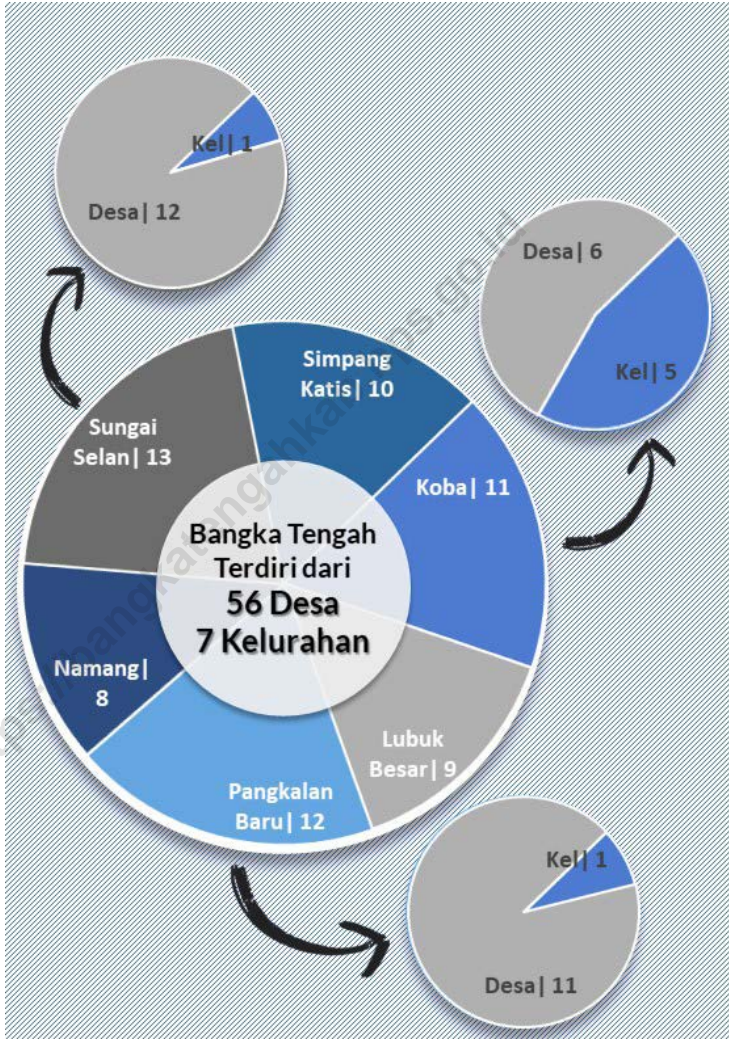 Kel| 1
Desa| 12
Desa| 6
Kel| 5
Simpang
Katis| 10
Sungai
Selan| 13
Koba| 11
Bangka Tengah
Terdiri dari
56 Desa
7 Kelurahan
Namang|
8
Lubuk
Besar| 9
Pangkalan
Baru| 12
Kel| 1
Desa| 11